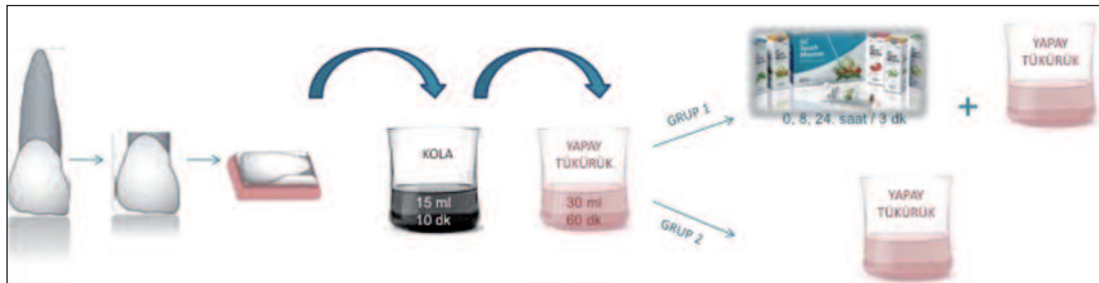 KOLA
15 ml
10 dk
YAPAY
TÜKÜRÜK
30 ml
60 dk
GRUP 1
0, 8, 24. saat / 3 dk
+
YAPAY
TÜKÜRÜK
GRUP 2
YAPAY
TÜKÜRÜK